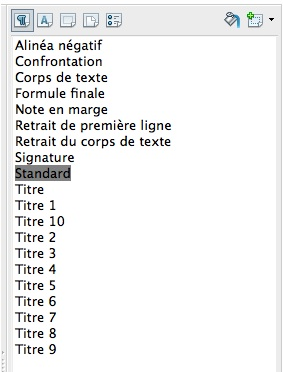 Alinéa négatif
Confrontation
Corps de texte
Formule finale
Note en marge
Retrait de première ligne
Retrait du corps de texte
Signature
Standard
Titre
Titre 1
Titre 10
Titre 2
Titre 3
Titre 4
Titre 5
Titre 6
Titre 7
Titre 8
Titre 9